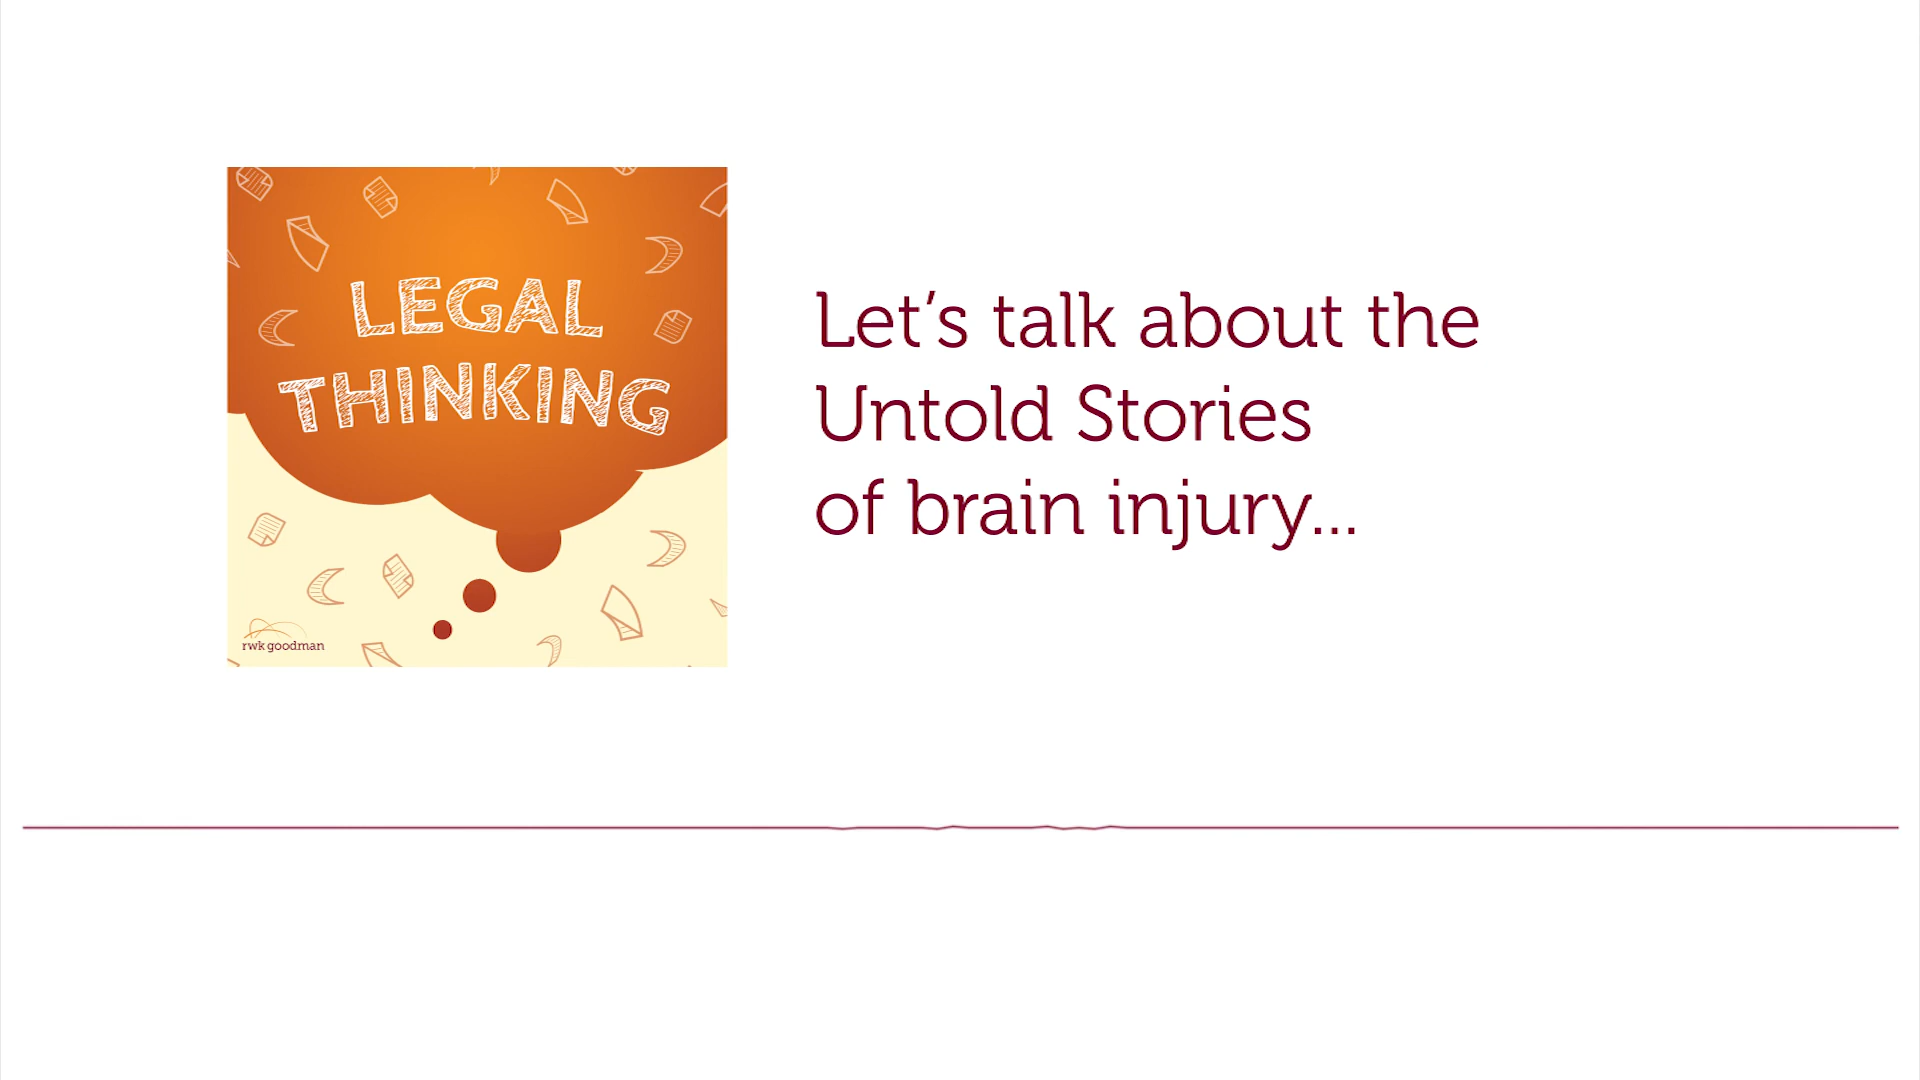 LEGAL
THINKING
rwk goodman
Let’s talk about the
Untold Stories
of brain injury...